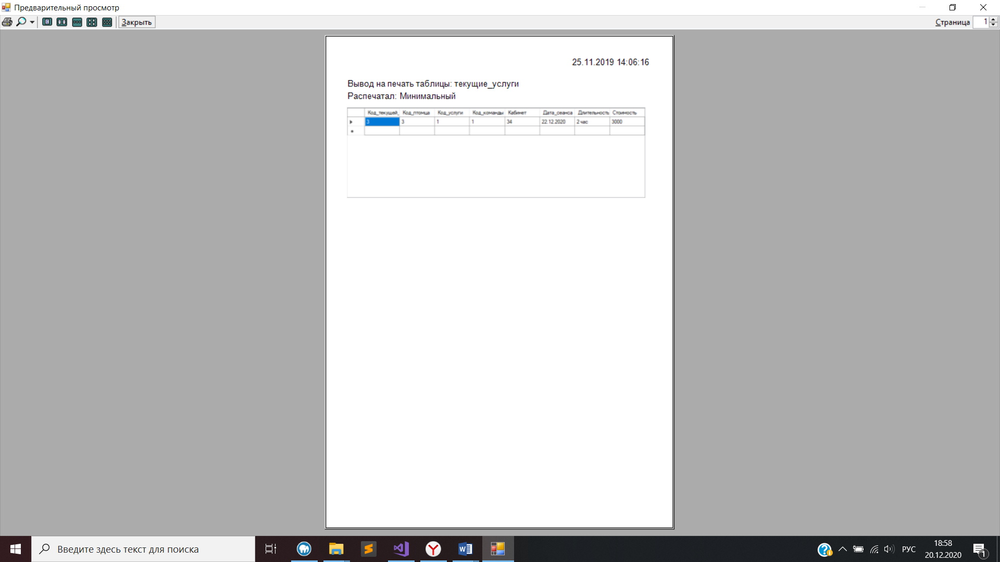 Предварительный просмотр
Закрыть
Страница 1
25.11.2019 14:06:16
Вывод на печать таблицы: текущие_услуги
Распечатал: Минимальный
Код_текущей_ Код_птомца Код_услуги Код_команды Кабинет Дата_сеанса Длительность Стоимость
3 3 1 1 34 22.12.2020 2 час 3000
Введите здесь текст для поиска
РУС
18:58
20.12.2020
1